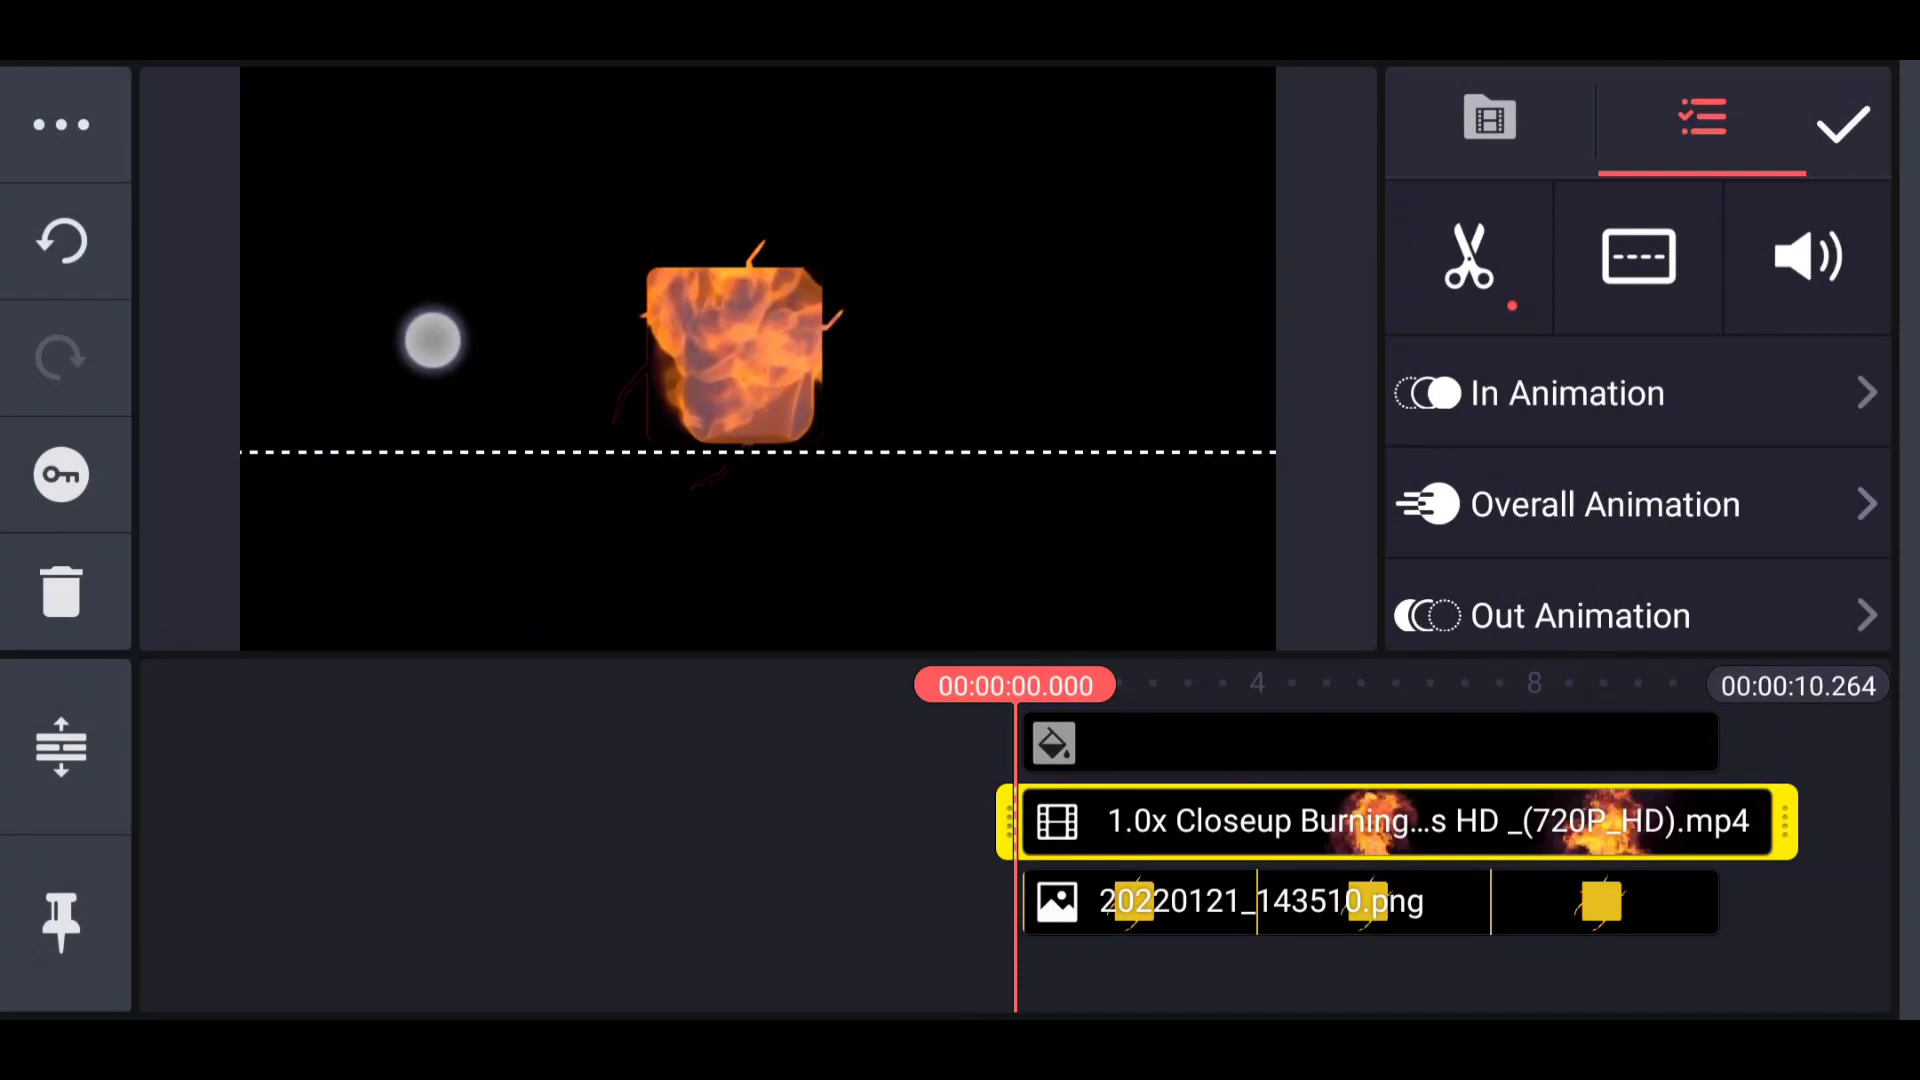 In Animation
Overall Animation
Out Animation
00:00:00.000
4
8
00:00:10.264
1.0x Closeup Burning...s HD _(720P_HD).mp4
20220121_143510.png